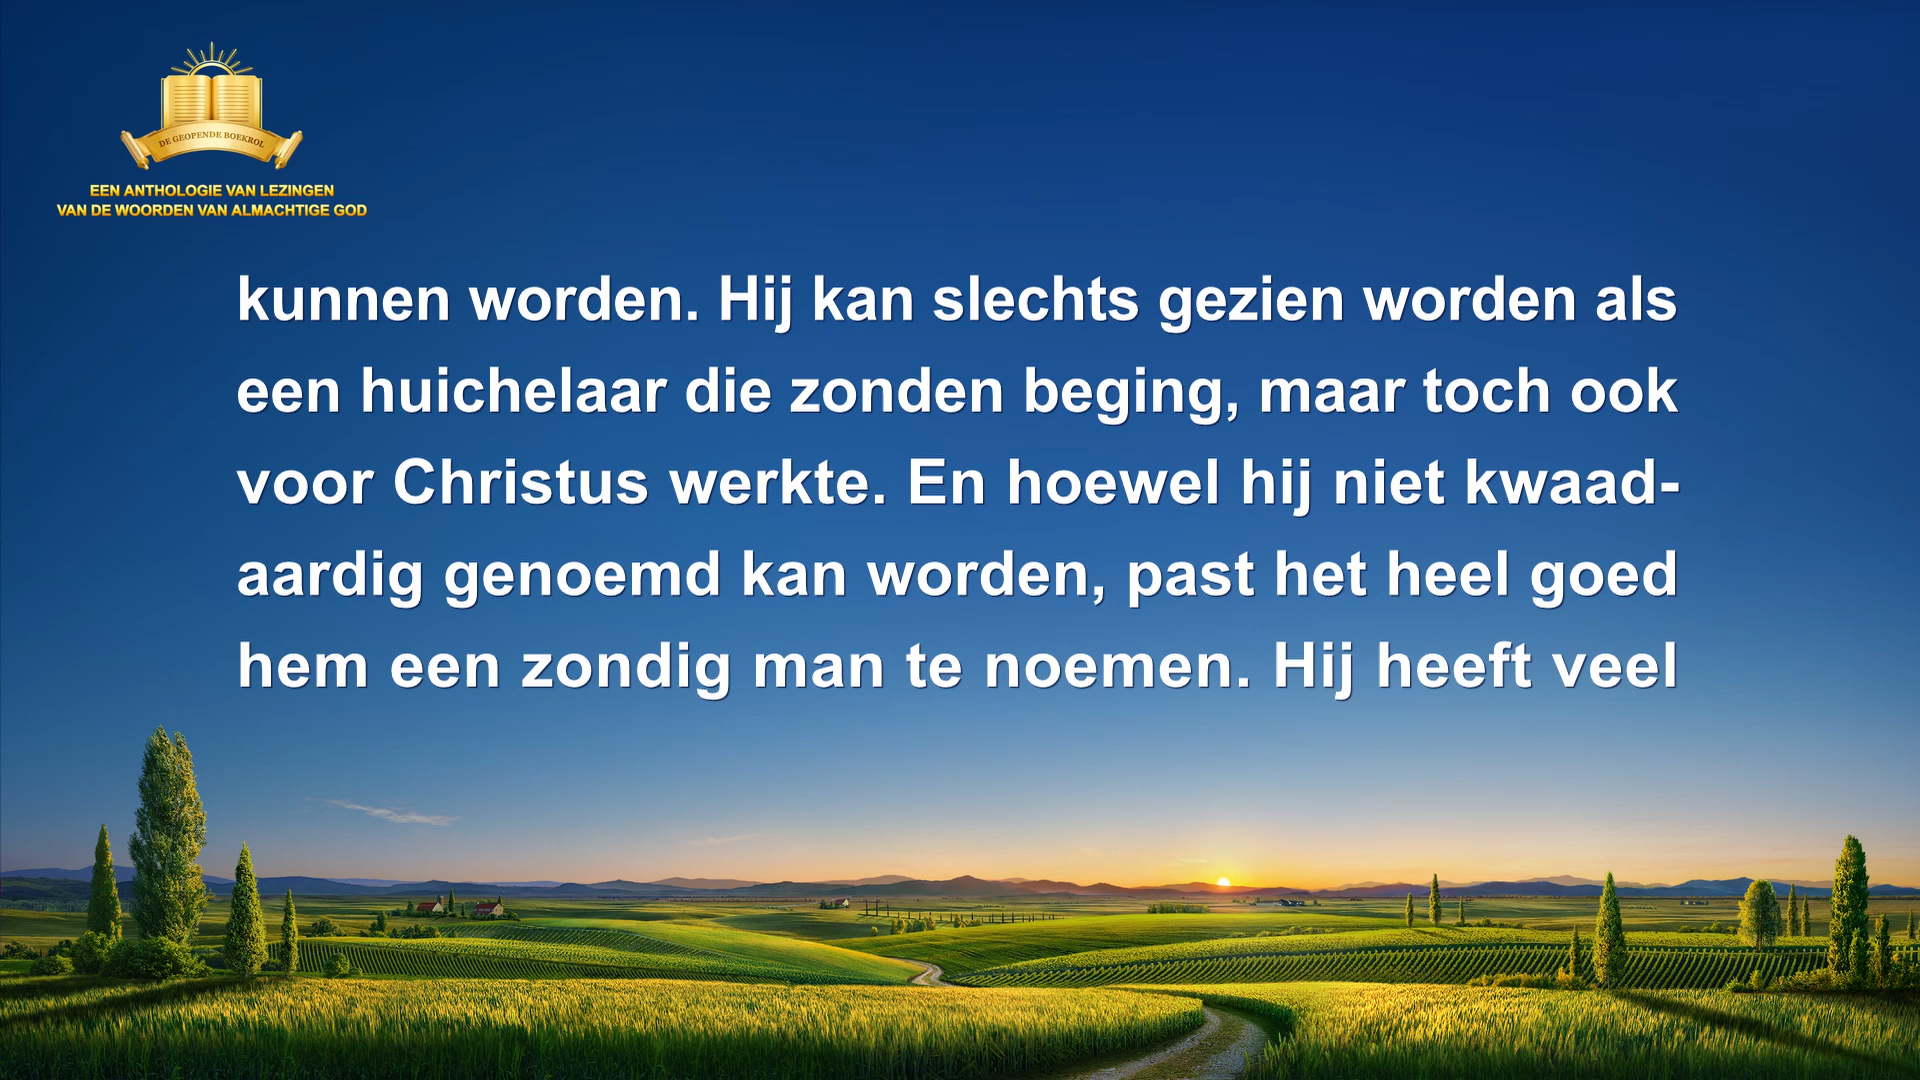 DE GEOPENDE BOEKROL
EEN ANTHOLOGIE VAN LEZINGEN
VAN DE WOORDEN VAN ALMACHTIGE GOD
kunnen worden. Hij kan slechts gezien worden als
een huichelaar die zonden beging, maar toch ook
voor Christus werkte. En hoewel hij niet kwaad-
aardig genoemd kan worden, past het heel goed
hem een zondig man te noemen. Hij heeft veel